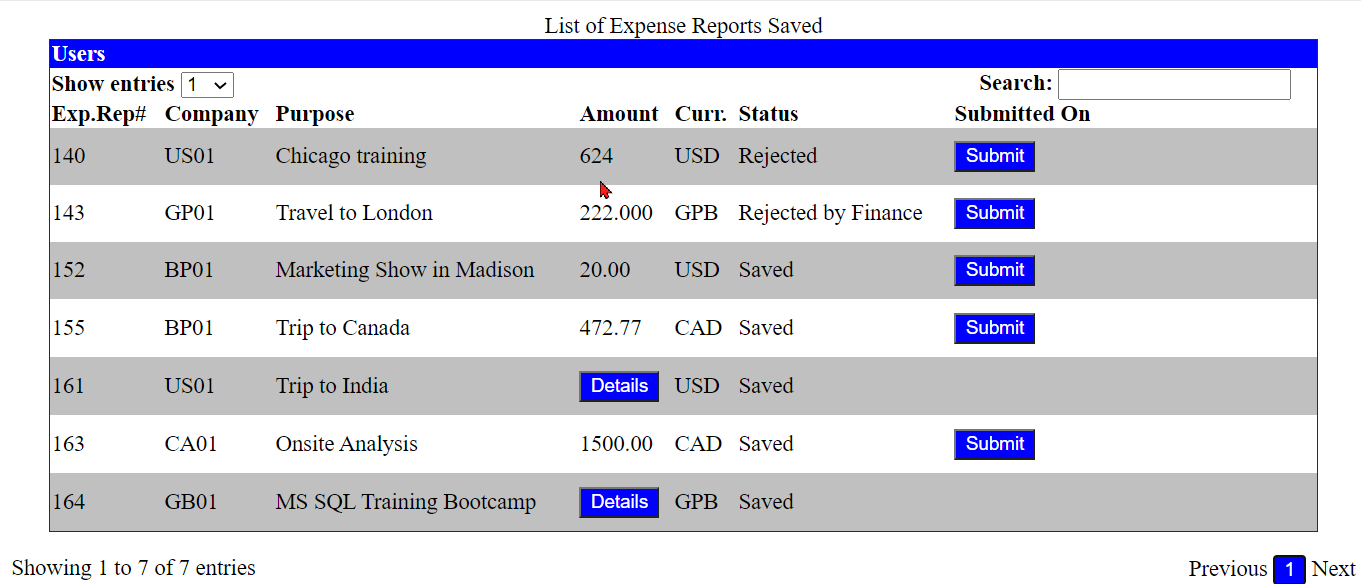 List of Expense Reports Saved
Users
Show entries 1 Search:
Exp.Rep# Company Purpose Amount Curr. Status Submitted On
140 US01 Chicago training 624 USD Rejected Submit
143 GP01 Travel to London 222.000 GPB Rejected by Finance Submit
152 BP01 Marketing Show in Madison 20.00 USD Saved Submit
155 BP01 Trip to Canada 472.77 CAD Saved Submit
161 US01 Trip to India Details USD Saved
163 CA01 Onsite Analysis 1500.00 CAD Saved Submit
164 GB01 MS SQL Training Bootcamp Details GPB Saved
Showing 1 to 7 of 7 entries Previous 1 Next